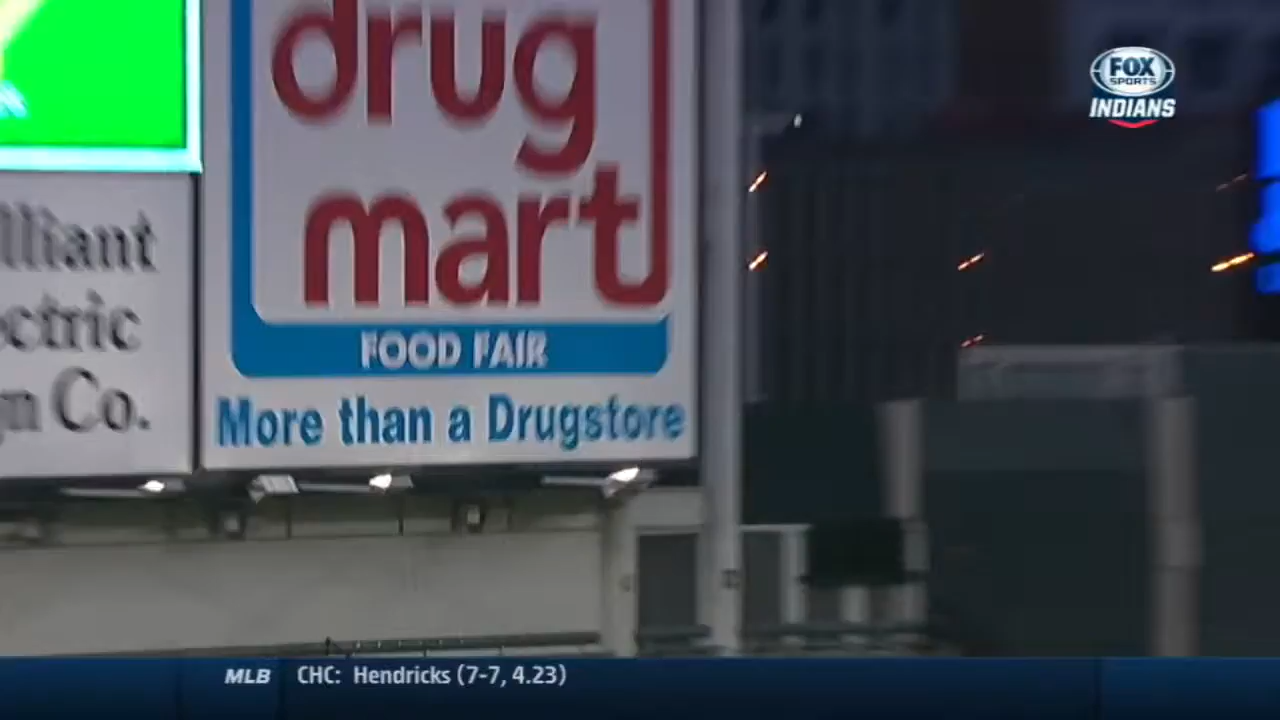 drug
mart
FOOD FAIR
More than a Drugstore
lliant
ctric
n Co.
FOX
SPORTS
INDIANS
MLB CHC: Hendricks (7-7, 4.23)